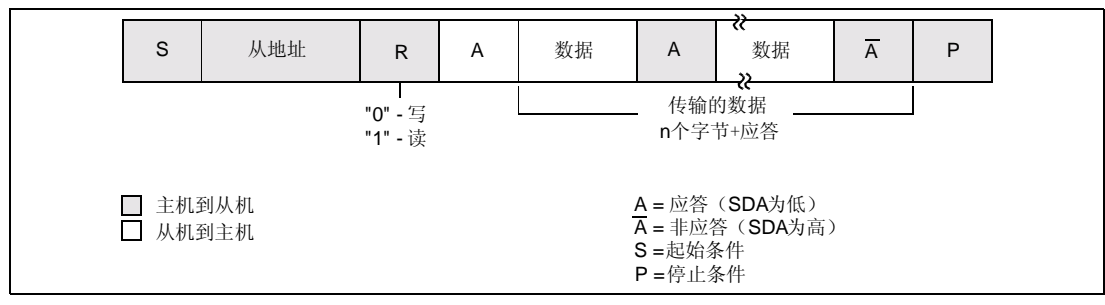 S 从地址 R A 数据 A 数据 A̅ P
"0" - 写
"1" - 读
传输的数据
n个字节+应答
主机到从机
从机到主机
A = 应答（SDA为低）
A̅ = 非应答（SDA为高）
S =起始条件
P =停止条件